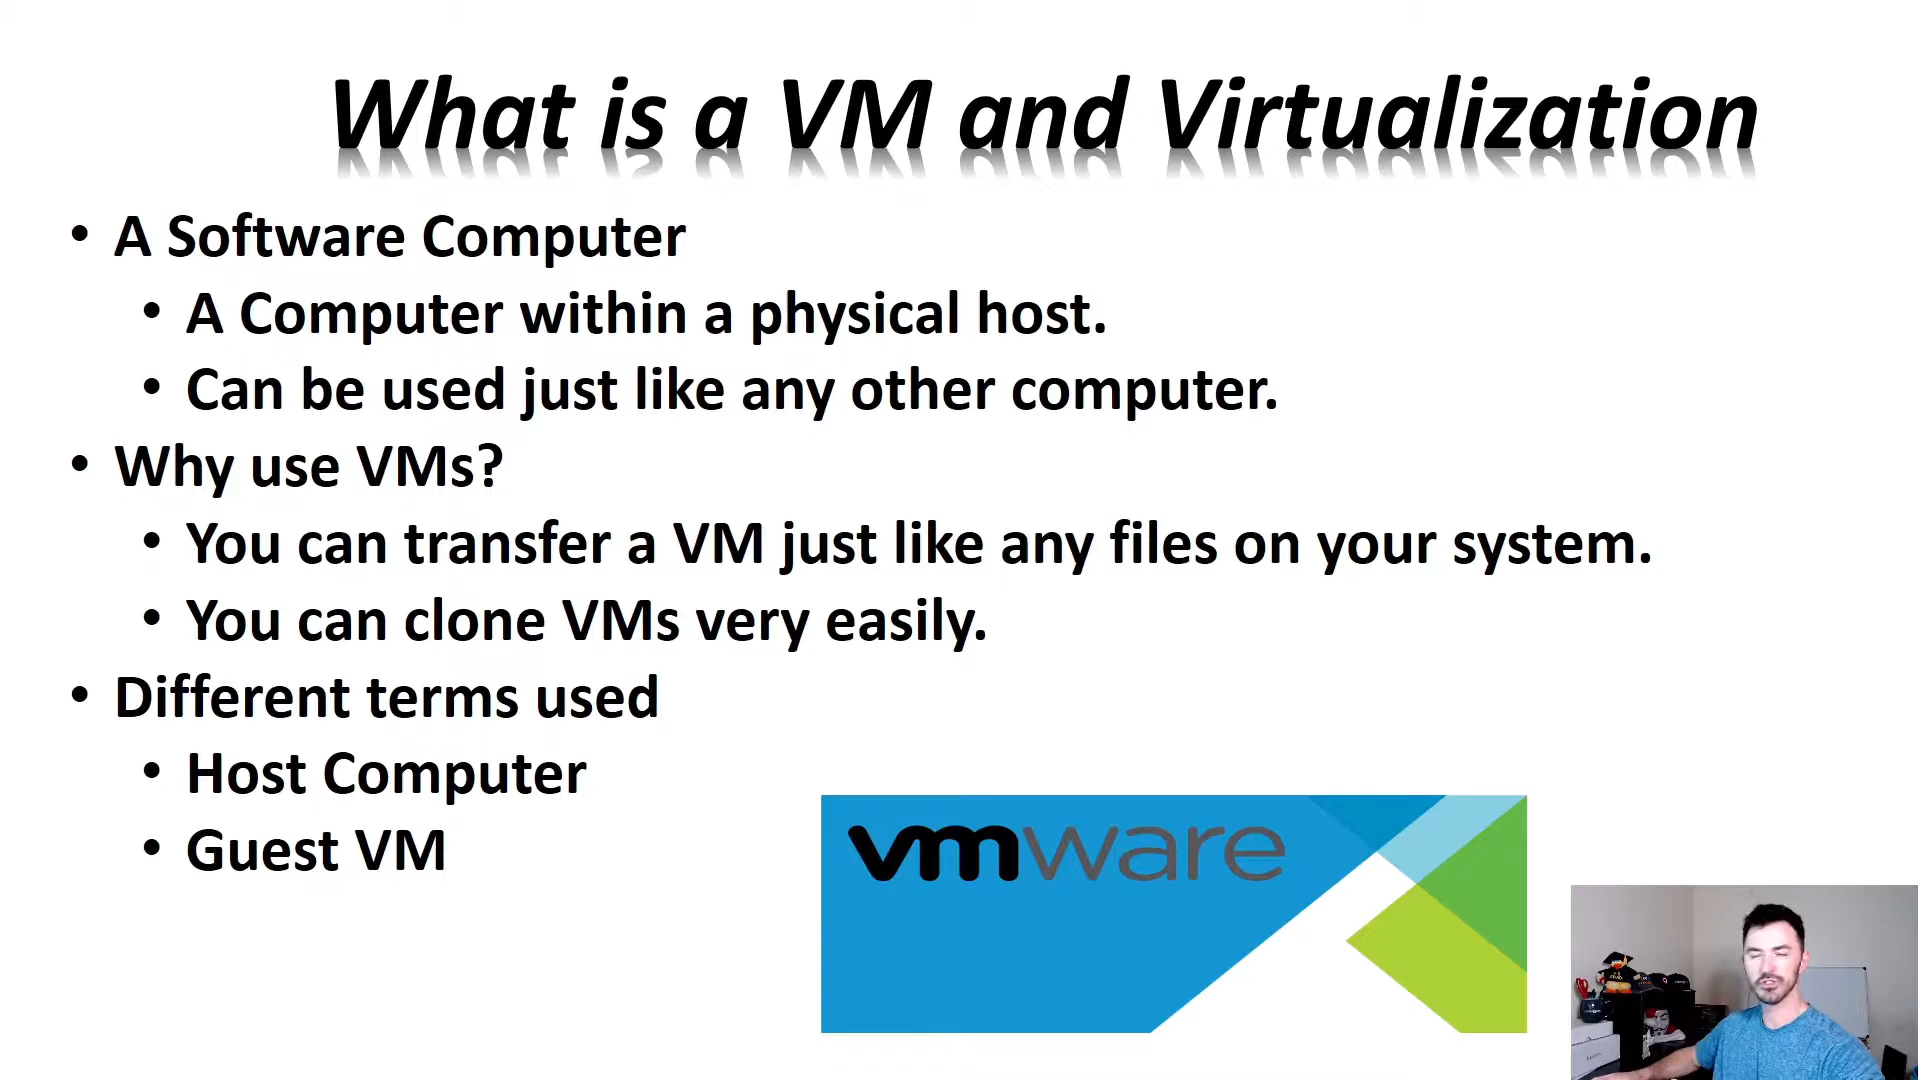 What is a VM and Virtualization
• A Software Computer
• A Computer within a physical host.
• Can be used just like any other computer.
• Why use VMs?
• You can transfer a VM just like any files on your system.
• You can clone VMs very easily.
• Different terms used
• Host Computer
• Guest VM
vmware